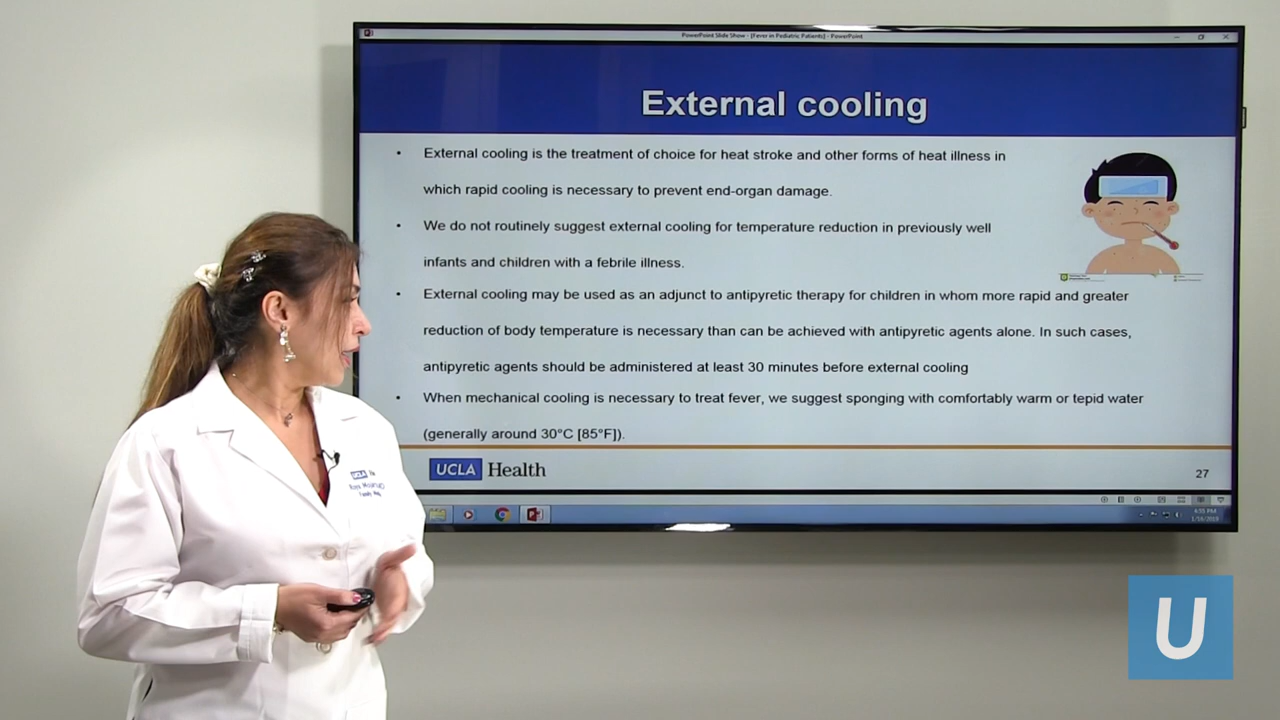 PowerPoint Slide Show - [Fever in Pediatric Patients] - PowerPoint
External cooling
• External cooling is the treatment of choice for heat stroke and other forms of heat illness in
which rapid cooling is necessary to prevent end-organ damage.
• We do not routinely suggest external cooling for temperature reduction in previously well
infants and children with a febrile illness.
• External cooling may be used as an adjunct to antipyretic therapy for children in whom more rapid and greater
reduction of body temperature is necessary than can be achieved with antipyretic agents alone. In such cases,
antipyretic agents should be administered at least 30 minutes before external cooling
• When mechanical cooling is necessary to treat fever, we suggest sponging with comfortably warm or tepid water
(generally around 30°C [85°F]).
UCLA Health
27
UCLA
U